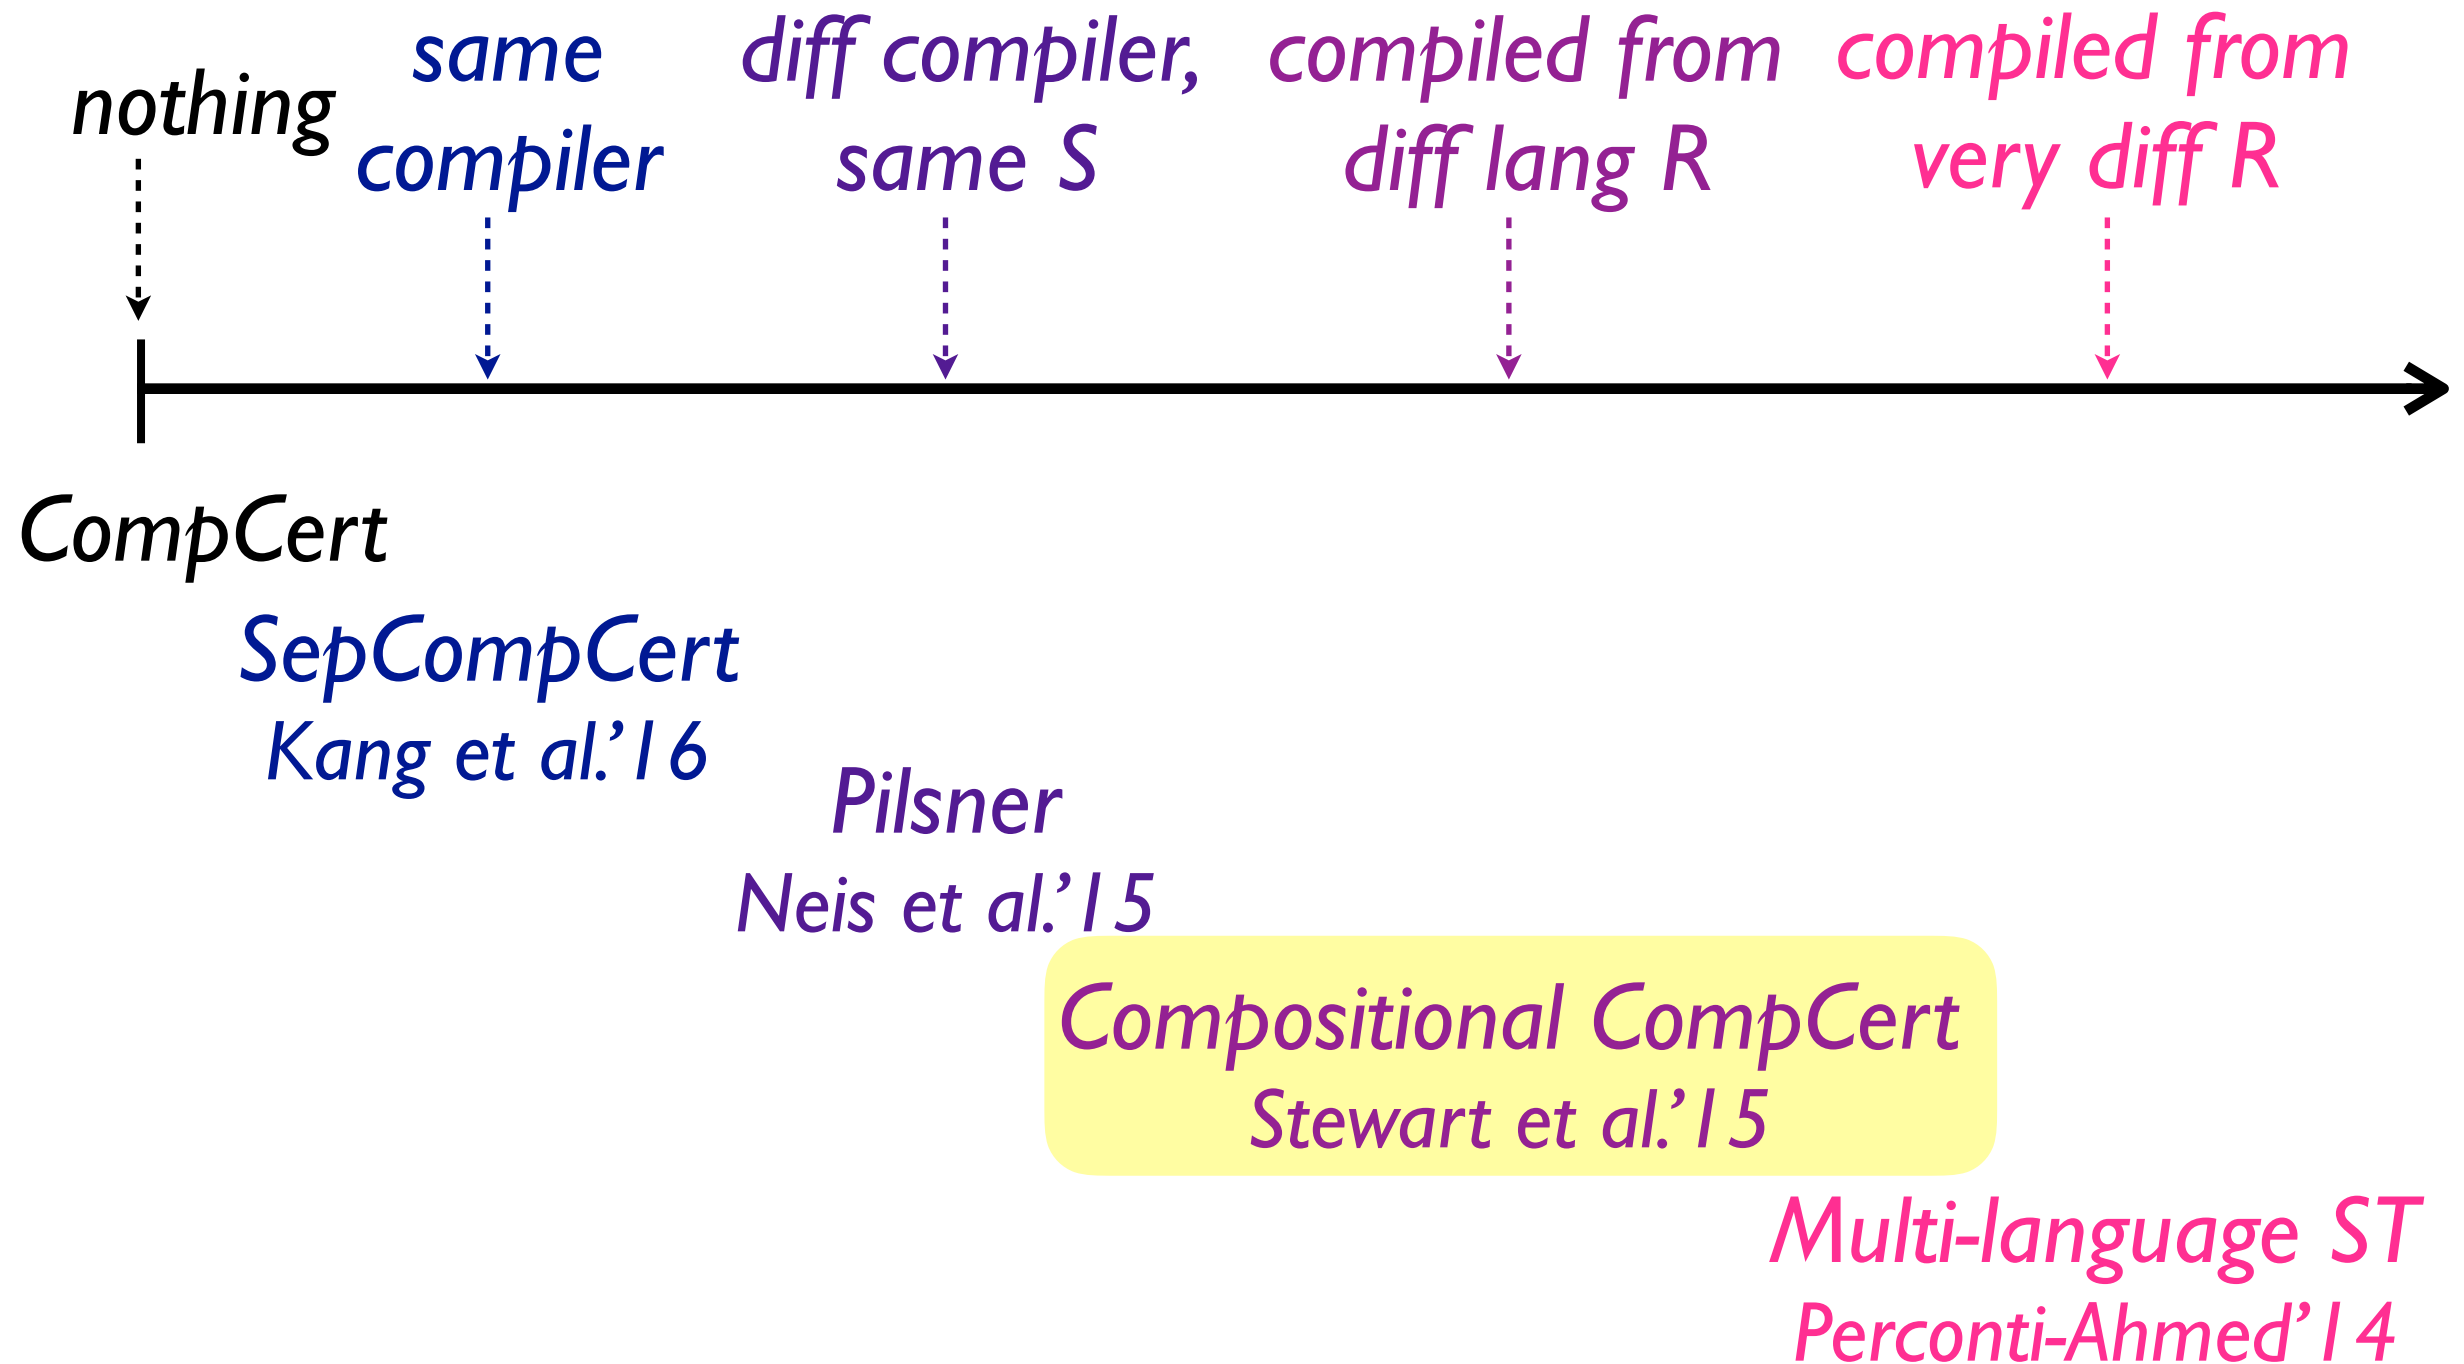 nothing
same
compiler
diff compiler,
same S
compiled from
diff lang R
compiled from
very diff R
CompCert
SepCompCert
Kang et al.’16
Pilsner
Neis et al.’15
Compositional CompCert
Stewart et al.’15
Multi-language ST
Perconti-Ahmed’14